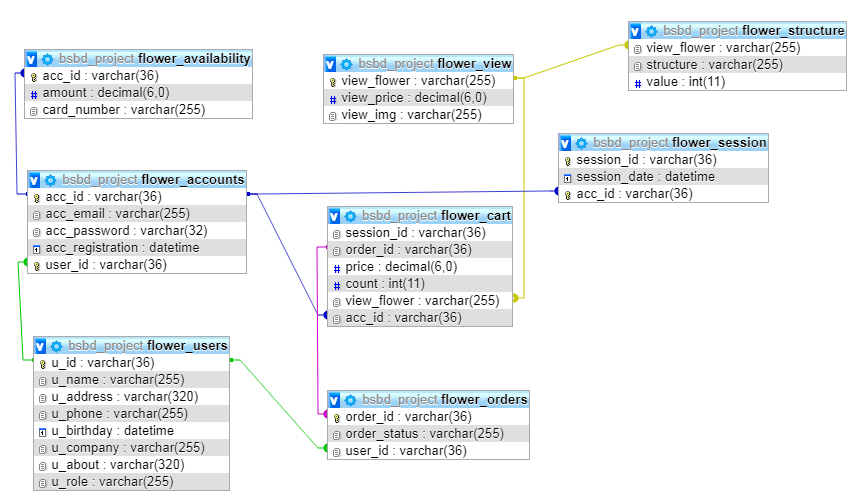 bsbd_project flower_availability
acc_id : varchar(36)
amount : decimal(6,0)
card_number : varchar(255)
bsbd_project flower_view
view_flower : varchar(255)
view_price : decimal(6,0)
view_img : varchar(255)
bsbd_project flower_structure
view_flower : varchar(255)
structure : varchar(255)
value : int(11)
bsbd_project flower_session
session_id : varchar(36)
session_date : datetime
acc_id : varchar(36)
bsbd_project flower_accounts
acc_id : varchar(36)
acc_email : varchar(255)
acc_password : varchar(32)
acc_registration : datetime
user_id : varchar(36)
bsbd_project flower_cart
session_id : varchar(36)
order_id : varchar(36)
price : decimal(6,0)
count : int(11)
view_flower : varchar(255)
acc_id : varchar(36)
bsbd_project flower_users
u_id : varchar(36)
u_name : varchar(255)
u_address : varchar(320)
u_phone : varchar(255)
u_birthday : datetime
u_company : varchar(255)
u_about : varchar(320)
u_role : varchar(255)
bsbd_project flower_orders
order_id : varchar(36)
order_status : varchar(255)
user_id : varchar(36)